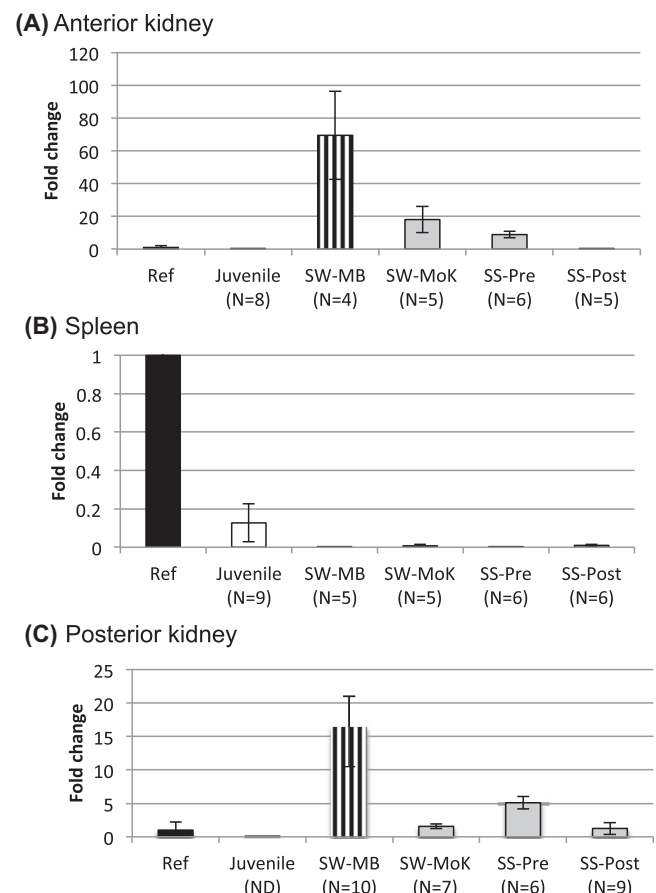 (A) Anterior kidney
120
100
80
60
40
20
0
Fold change
Ref Juvenile SW-MB SW-MoK SS-Pre SS-Post
(N=8) (N=4) (N=5) (N=6) (N=5)
(B) Spleen
1
0.8
0.6
0.4
0.2
0
Fold change
Ref Juvenile SW-MB SW-MoK SS-Pre SS-Post
(N=9) (N=5) (N=5) (N=6) (N=6)
(C) Posterior kidney
25
20
15
10
5
0
Fold change
Ref Juvenile SW-MB SW-MoK SS-Pre SS-Post
(ND) (N=10) (N=7) (N=6) (N=9)